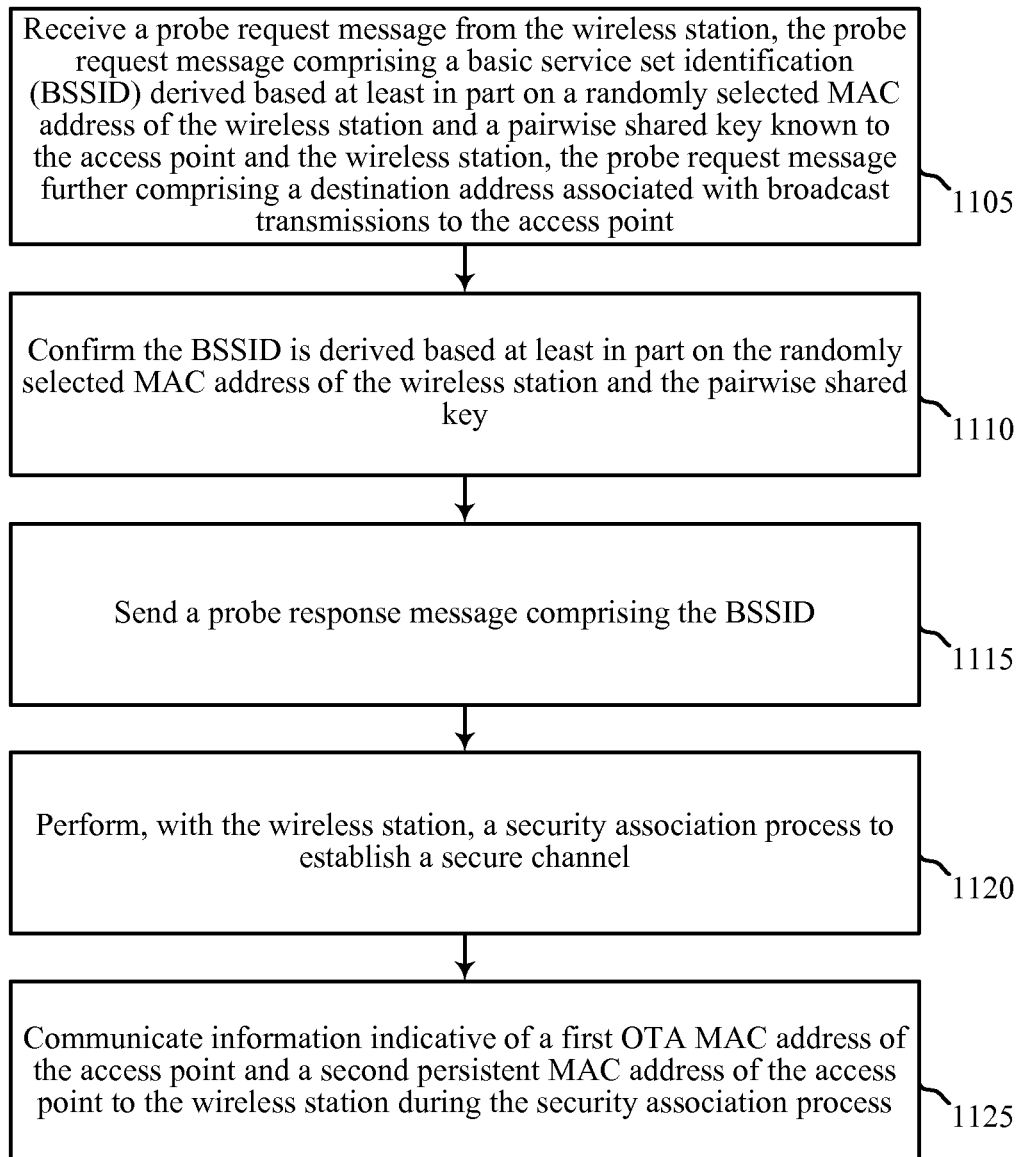 Receive a probe request message from the wireless station, the probe
request message comprising a basic service set identification
(BSSID) derived based at least in part on a randomly selected MAC
address of the wireless station and a pairwise shared key known to
the access point and the wireless station, the probe request message
further comprising a destination address associated with broadcast
transmissions to the access point
1105
Confirm the BSSID is derived based at least in part on the randomly
selected MAC address of the wireless station and the pairwise shared
key
1110
Send a probe response message comprising the BSSID
1115
Perform, with the wireless station, a security association process to
establish a secure channel
1120
Communicate information indicative of a first OTA MAC address of
the access point and a second persistent MAC address of the access
point to the wireless station during the security association process
1125